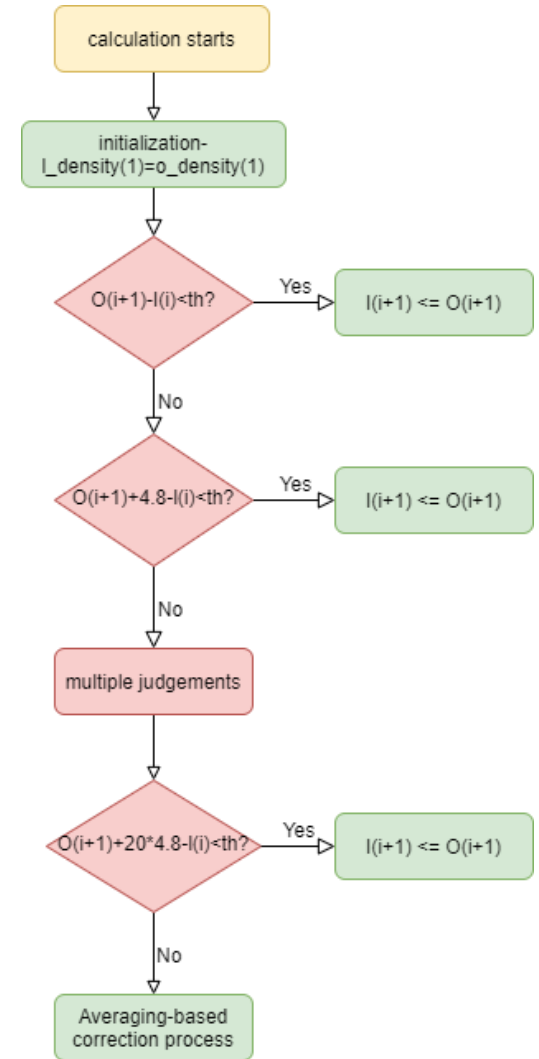 calculation starts
initialization-
I_density(1)=o_density(1)
O(i+1)-I(i)<th?
Yes
I(i+1) <= O(i+1)
No
O(i+1)+4.8-I(i)<th?
Yes
I(i+1) <= O(i+1)
No
multiple judgements
O(i+1)+20*4.8-I(i)<th?
Yes
I(i+1) <= O(i+1)
No
Averaging-based
correction process